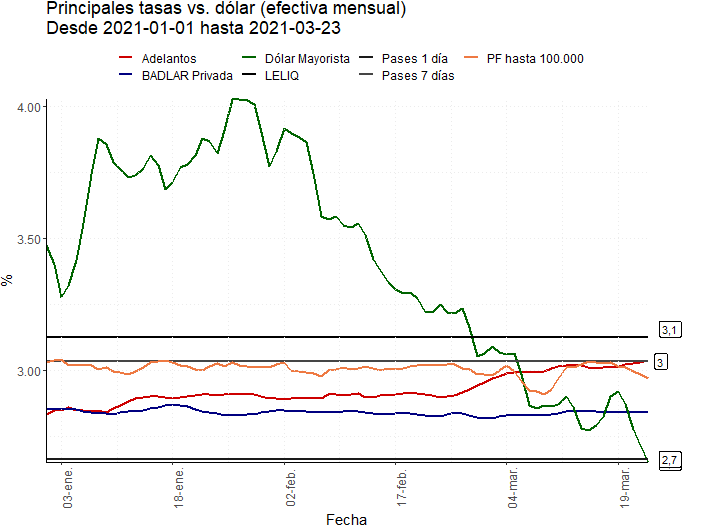 Principales tasas vs. dólar (efectiva mensual)
Desde 2021-01-01 hasta 2021-03-23
Adelantos Dólar Mayorista Pases 1 día PF hasta 100.000
BADLAR Privada LELIQ Pases 7 días
4.00
3.50
3.00
%
3,1
3
2,7
03-ene. 18-ene. 02-feb. 17-feb. 04-mar. 19-mar.
Fecha